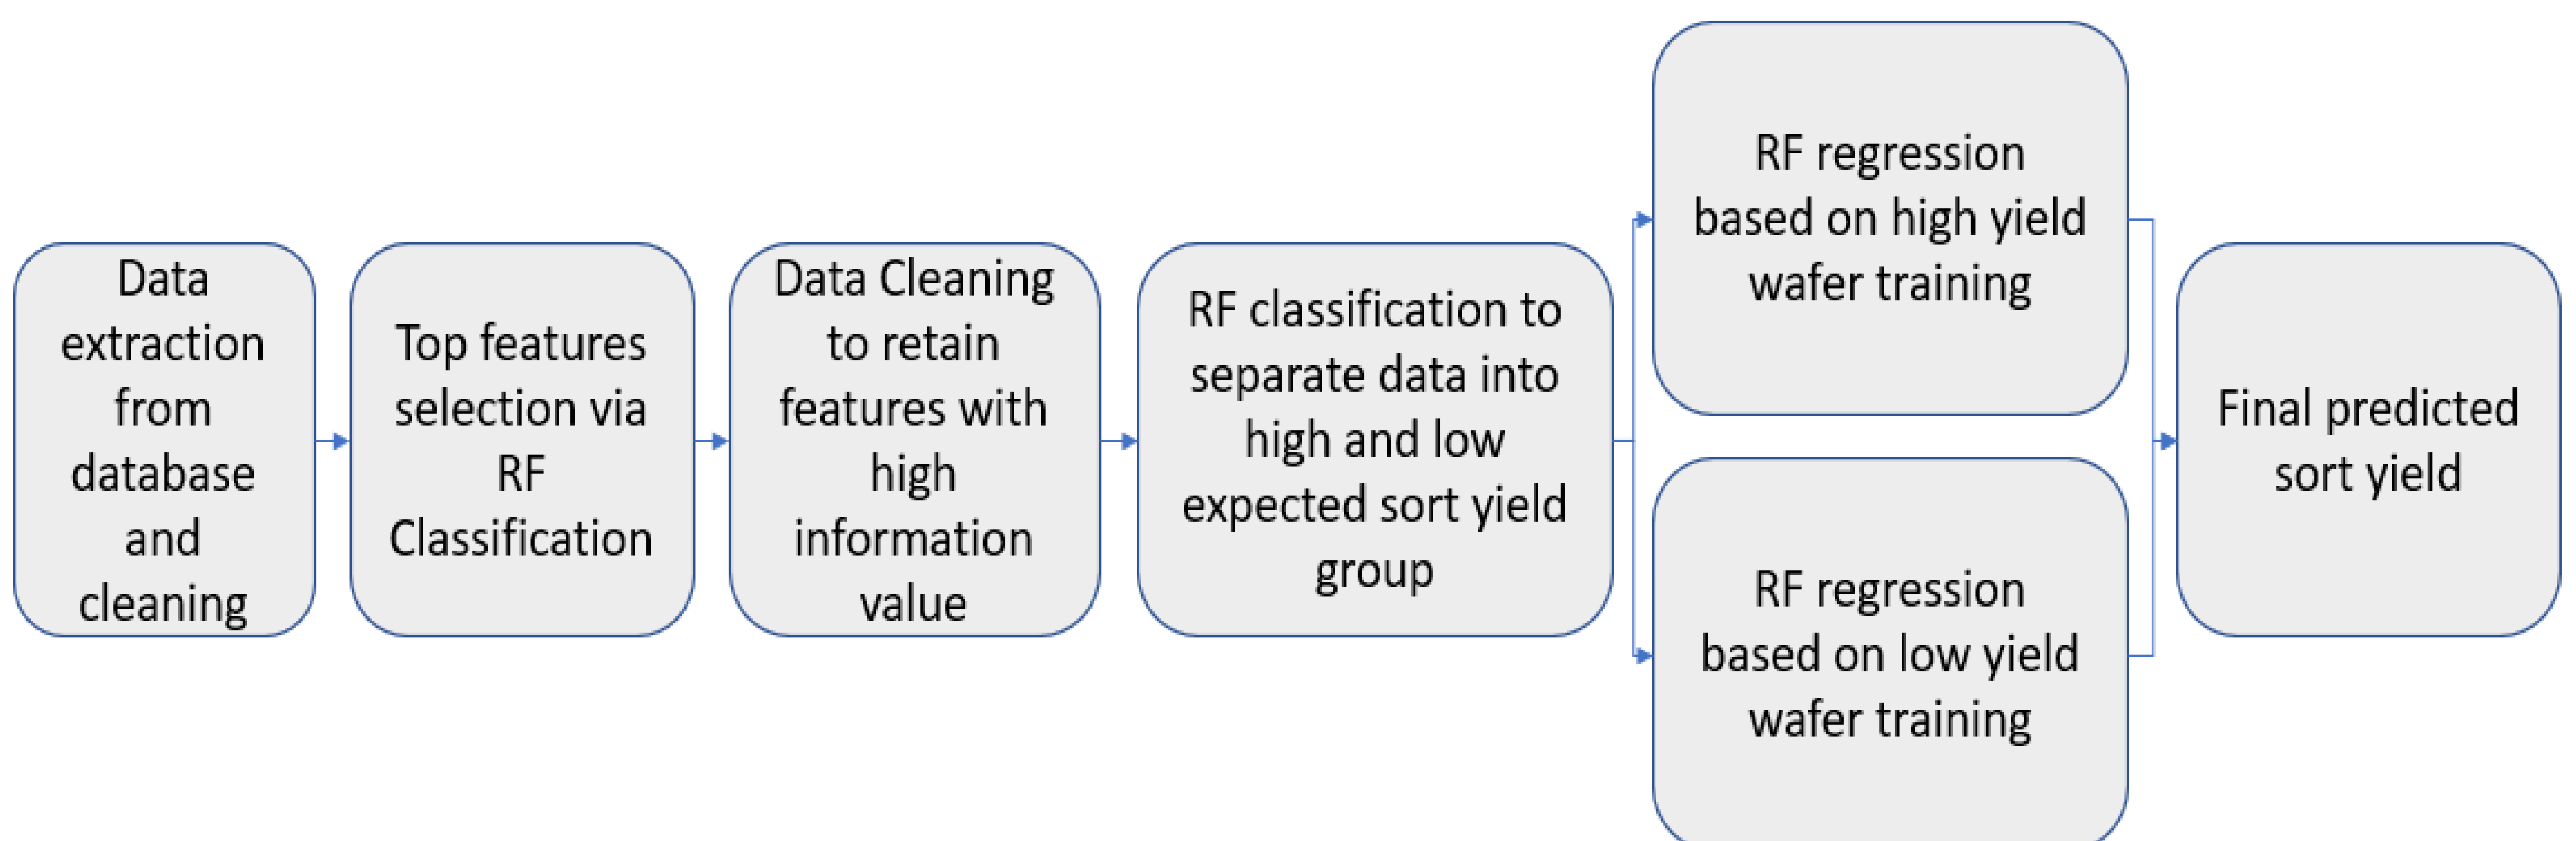 Data
extraction
from
database
and
cleaning
Top features
selection via
RF
Classification
Data Cleaning
to retain
features with
high
information
value
RF classification to
separate data into
high and low
expected sort yield
group
RF regression
based on high yield
wafer training
RF regression
based on low yield
wafer training
Final predicted
sort yield